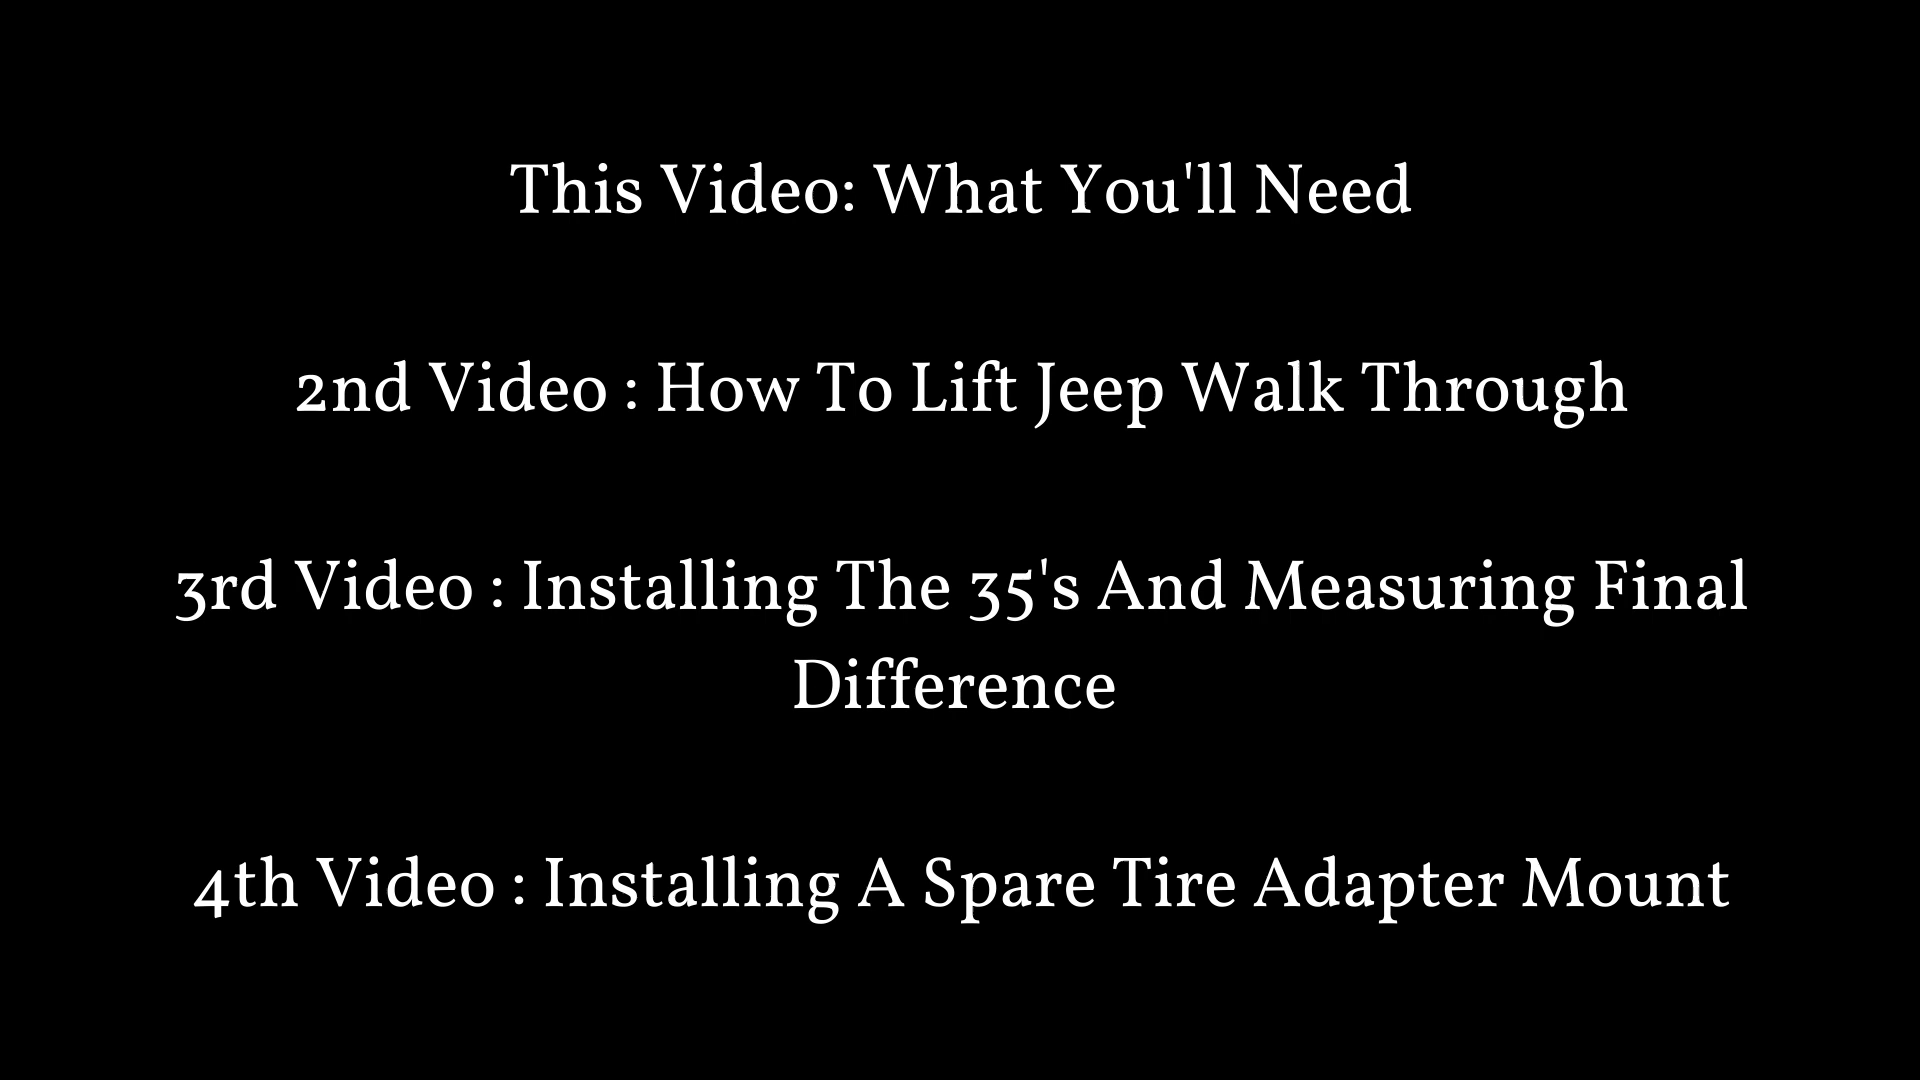 This Video: What You'll Need
2nd Video : How To Lift Jeep Walk Through
3rd Video : Installing The 35's And Measuring Final
Difference
4th Video : Installing A Spare Tire Adapter Mount